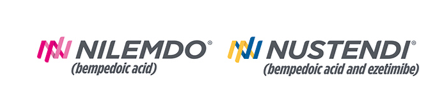 NILEMDO®
(bempedoic acid)
NUSTENDI®
(bempedoic acid and ezetimibe)